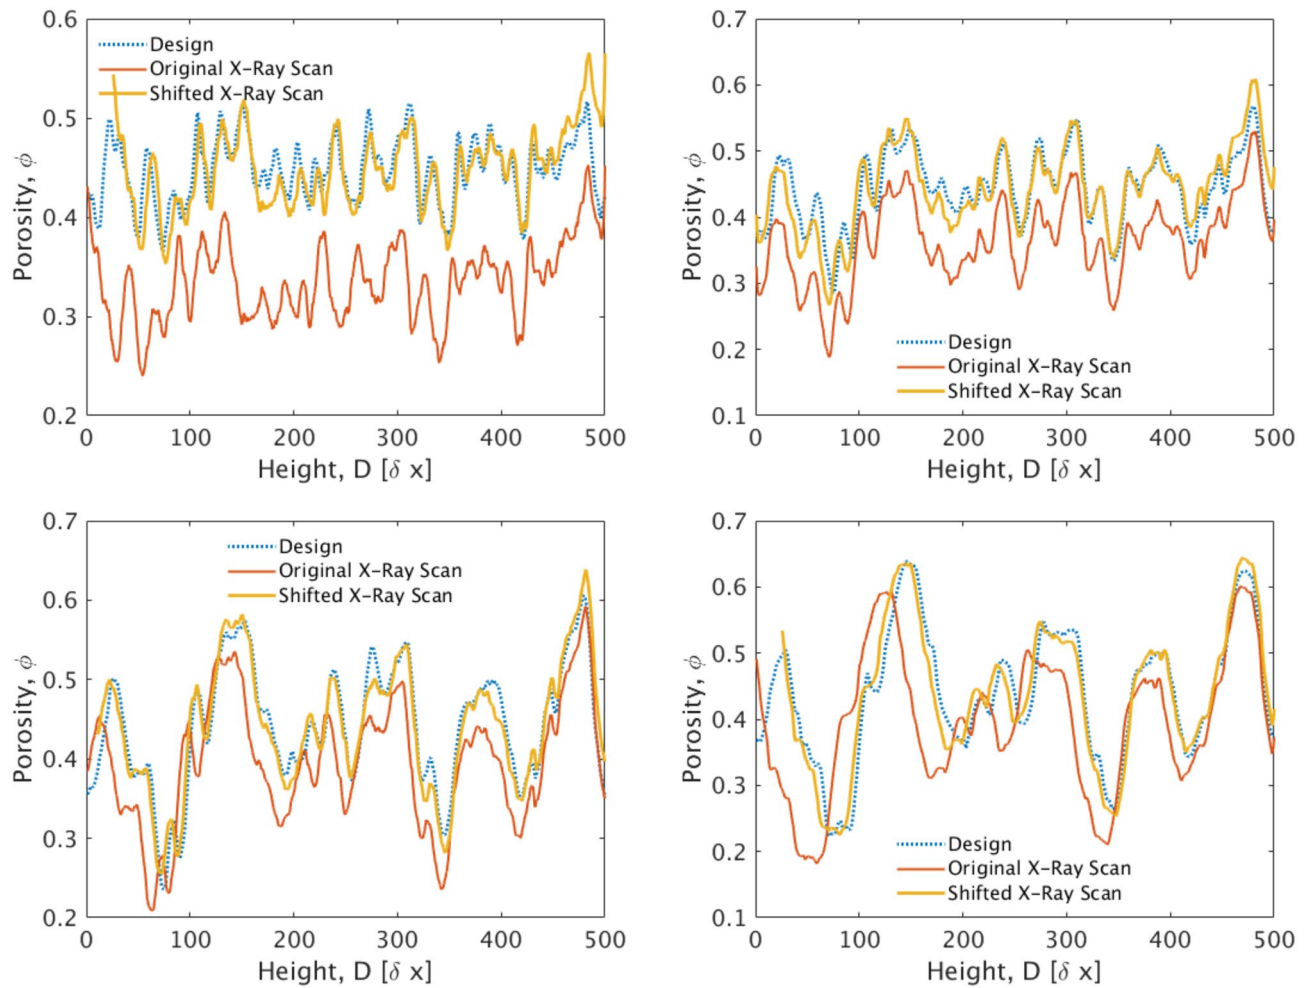 0.6
0.5
0.4
0.3
0.2
Porosity, ϕ
Design
Original X-Ray Scan
Shifted X-Ray Scan
0 100 200 300 400 500
Height, D [δ x]
0.7
0.6
0.5
0.4
0.3
0.2
0.1
Porosity, ϕ
Design
Original X-Ray Scan
Shifted X-Ray Scan
0 100 200 300 400 500
Height, D [δ x]
0.7
0.6
0.5
0.4
0.3
0.2
Porosity, ϕ
Design
Original X-Ray Scan
Shifted X-Ray Scan
0 100 200 300 400 500
Height, D [δ x]
0.7
0.6
0.5
0.4
0.3
0.2
0.1
Porosity, ϕ
Design
Original X-Ray Scan
Shifted X-Ray Scan
0 100 200 300 400 500
Height, D [δ x]